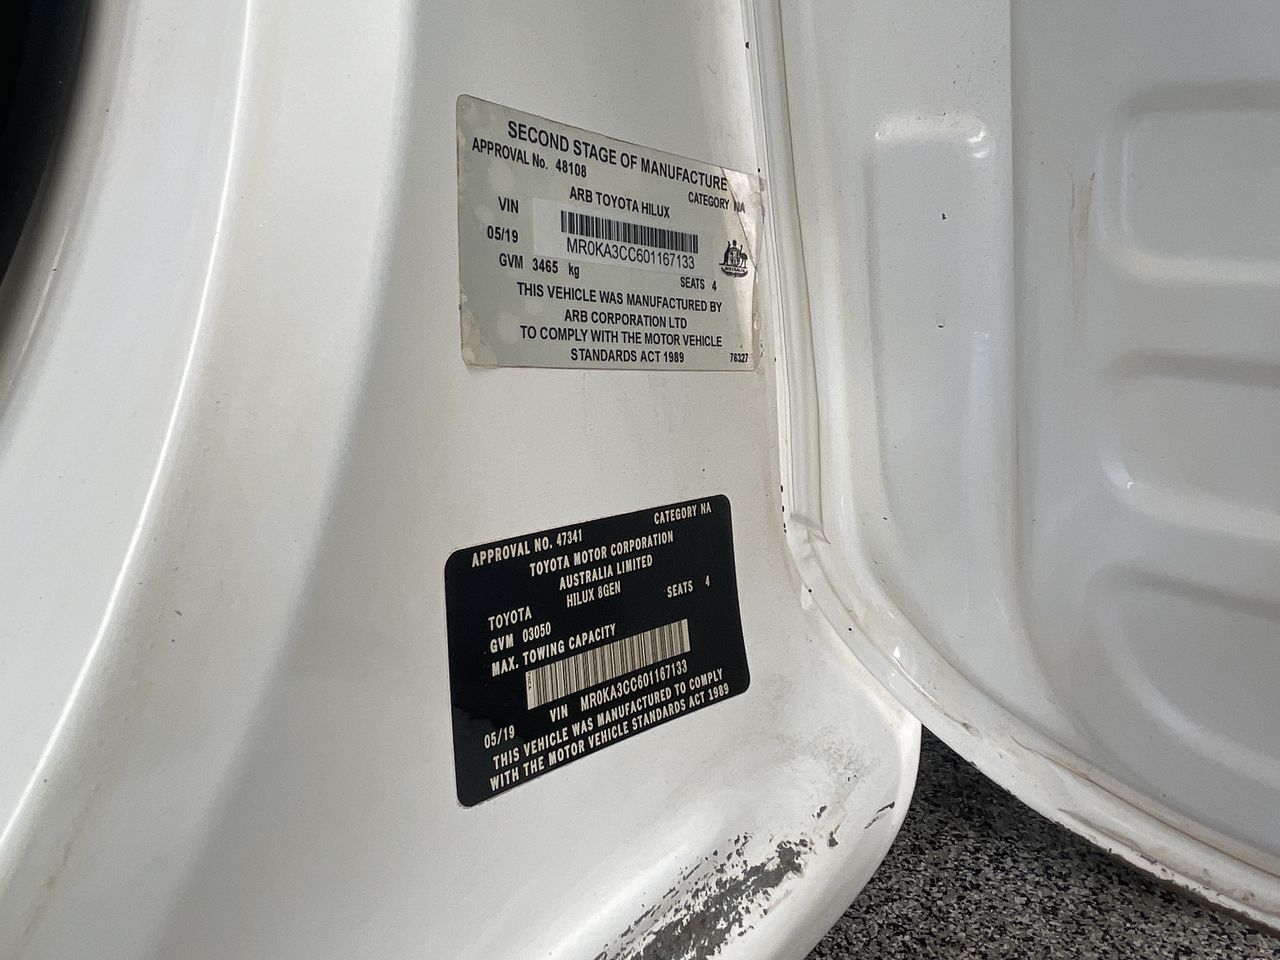 SECOND STAGE OF MANUFACTURE
APPROVAL No. 48108 CATEGORY NA
ARB TOYOTA HILUX
VIN
05/19 MR0KA3CC601167133
GVM 3465 kg SEATS 4
THIS VEHICLE WAS MANUFACTURED BY
ARB CORPORATION LTD
TO COMPLY WITH THE MOTOR VEHICLE
STANDARDS ACT 1989 76327
APPROVAL NO. 47341 CATEGORY NA
TOYOTA MOTOR CORPORATION
AUSTRALIA LIMITED
TOYOTA HILUX 8GEN SEATS 4
GVM 03050
MAX. TOWING CAPACITY
05/19 VIN MR0KA3CC601167133
THIS VEHICLE WAS MANUFACTURED TO COMPLY
WITH THE MOTOR VEHICLE STANDARDS ACT 1989